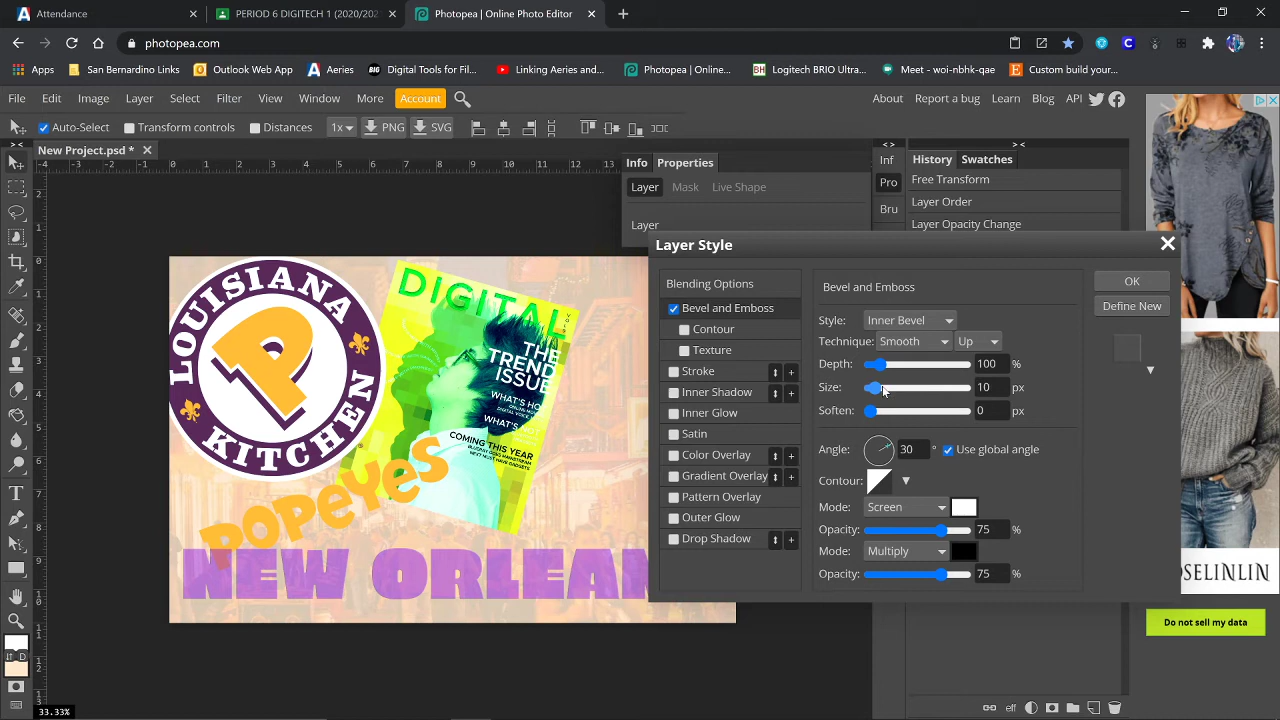 Attendance
PERIOD 6 DIGITECH 1 (2020/202
Photopea | Online Photo Editor
photopea.com
Apps
San Bernardino Links
Outlook Web App
Aeries
Digital Tools for Fil...
Linking Aeries and...
Photopea | Online...
Logitech BRIO Ultra...
Meet - woi-nbhk-qae
Custom build your...
File Edit Image Layer Select Filter View Window More Account
About Report a bug Learn Blog API
Auto-Select Transform controls Distances 1x PNG SVG
New Project.psd *
Info Properties
Layer Mask Live Shape
Layer
Inf
Pro
Bru
History Swatches
Free Transform
Layer Order
Layer Opacity Change
LOUISIANA
P
KITCHEN
DIGITAL
THE
TREND
ISSUE
COMING THIS YEAR
POPEYES
NEW ORLEAN
33.33%
Layer Style
Blending Options
Bevel and Emboss
Contour
Texture
Stroke
Inner Shadow
Inner Glow
Satin
Color Overlay
Gradient Overlay
Pattern Overlay
Outer Glow
Drop Shadow
Bevel and Emboss
Style: Inner Bevel
Technique: Smooth Up
Depth: 100 %
Size: 10 px
Soften: 0 px
Angle: 30 ° Use global angle
Contour:
Mode: Screen
Opacity: 75 %
Mode: Multiply
Opacity: 75 %
OK
Define New
eff
OSELINLIN
Do not sell my data